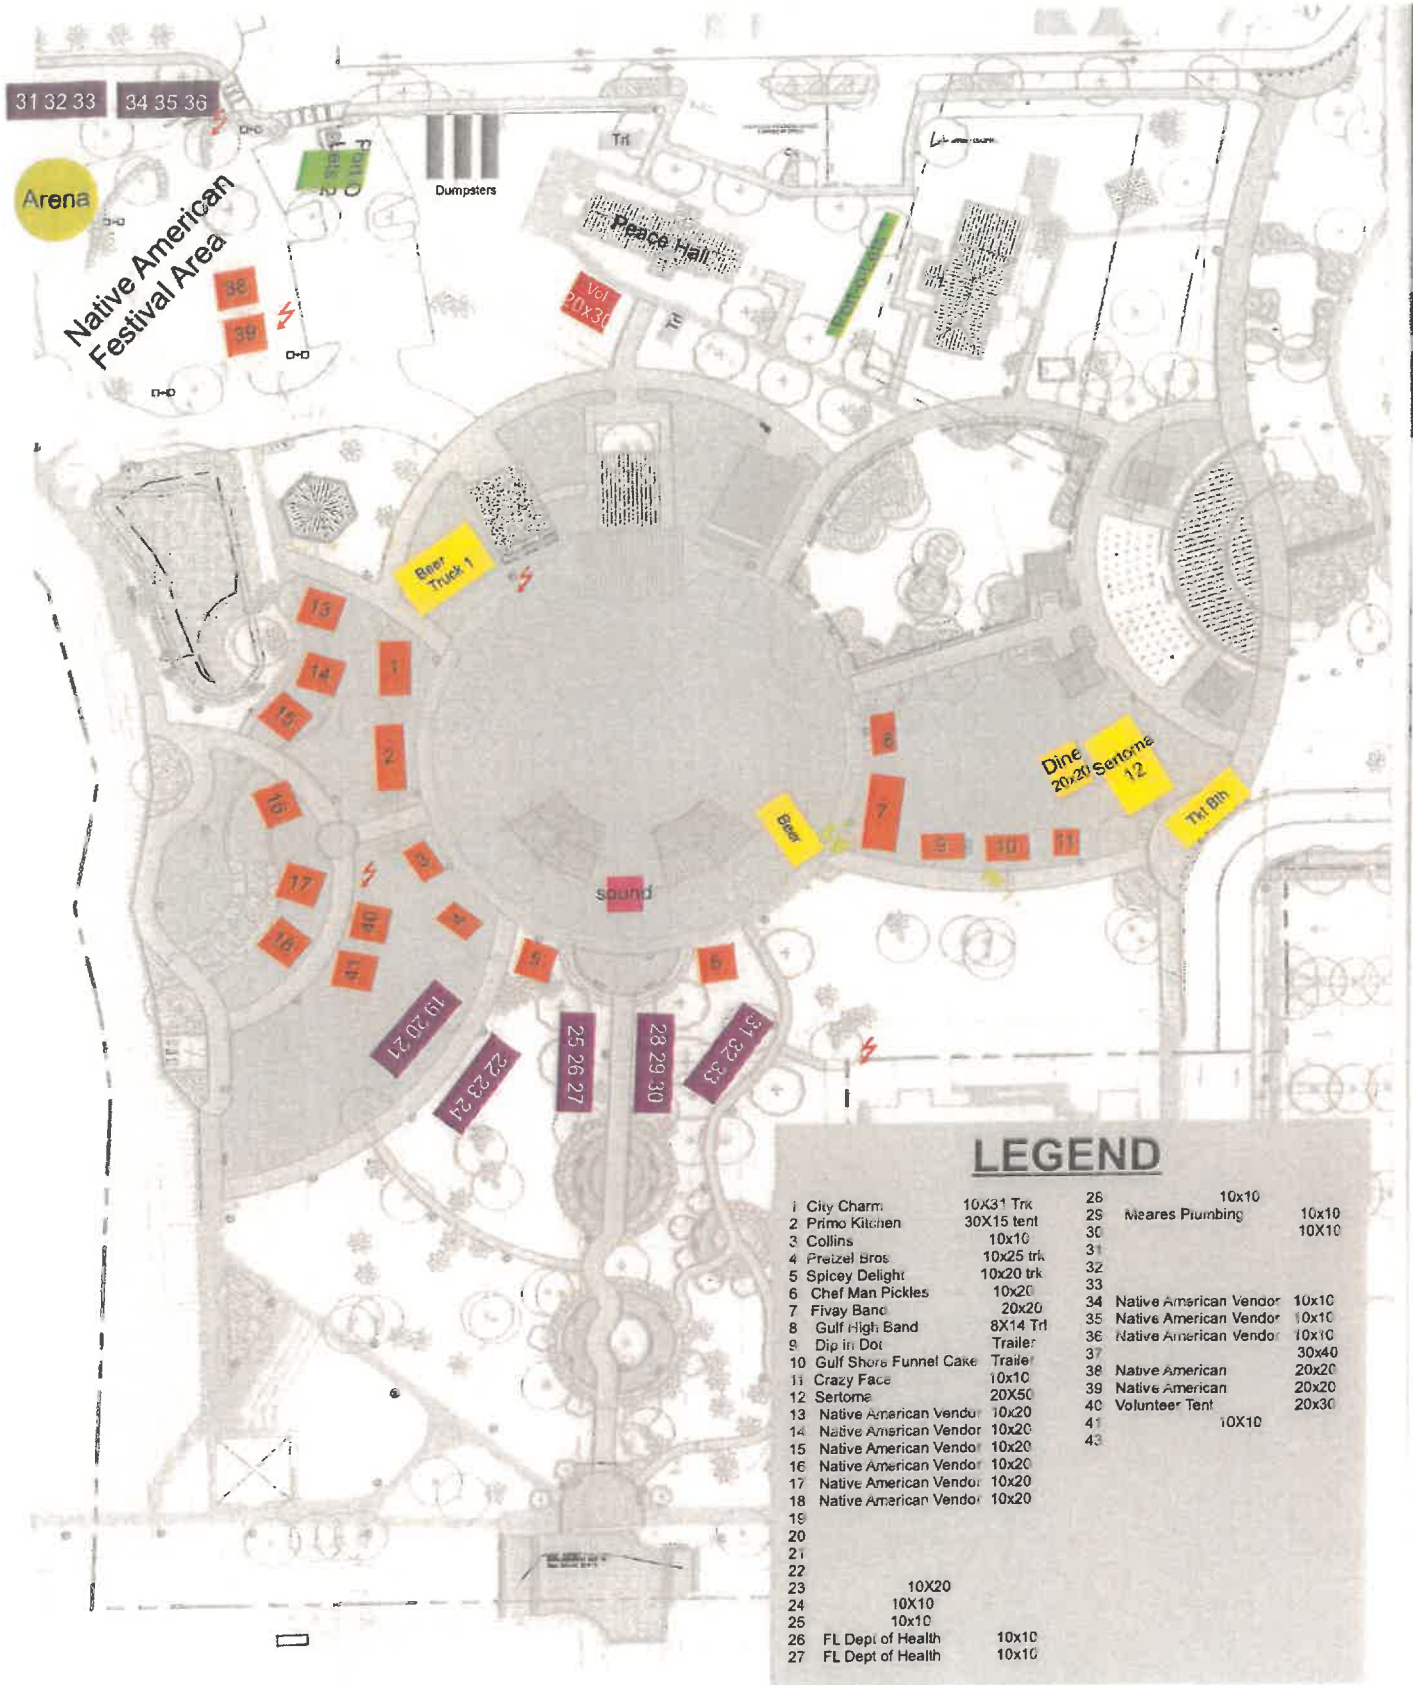 31 32 33
34 35 36
Arena
Native American
Festival Area
Port O
Lets 2
Dumpsters
Trl
Peace Hall
Vol
20x30
Trl
Port o Lets
38
39
Beer
Truck 1
13
14
15
1
2
16
17
18
3
40
4
41
5
6
sound
Beer
8
7
9
10
11
Dine
20x20
Sertoma
12
Tkt Bth
19 20 21
22 23 24
25 26 27
28 29 30
31 32 33
LEGEND
1 City Charm 10X31 Trk
2 Primo Kitchen 30X15 tent
3 Collins 10x10
4 Pretzel Bros 10x25 trk
5 Spicey Delight 10x20 trk
6 Chef Man Pickles 10x20
7 Fivay Band 20x20
8 Gulf High Band 8X14 Trl
9 Dip in Dot Trailer
10 Gulf Shore Funnel Cake Trailer
11 Crazy Face 10x10
12 Sertoma 20X50
13 Native American Vendor 10x20
14 Native American Vendor 10x20
15 Native American Vendor 10x20
16 Native American Vendor 10x20
17 Native American Vendor 10x20
18 Native American Vendor 10x20
19
20
21
22
23 10X20
24 10X10
25 10x10
26 FL Dept of Health 10x10
27 FL Dept of Health 10x10
28 10x10
29 Meares Plumbing 10x10
30 10X10
31
32
33
34 Native American Vendor 10x10
35 Native American Vendor 10x10
36 Native American Vendor 10x10
37 30x40
38 Native American 20x20
39 Native American 20x20
40 Volunteer Tent 20x30
41 10X10
43